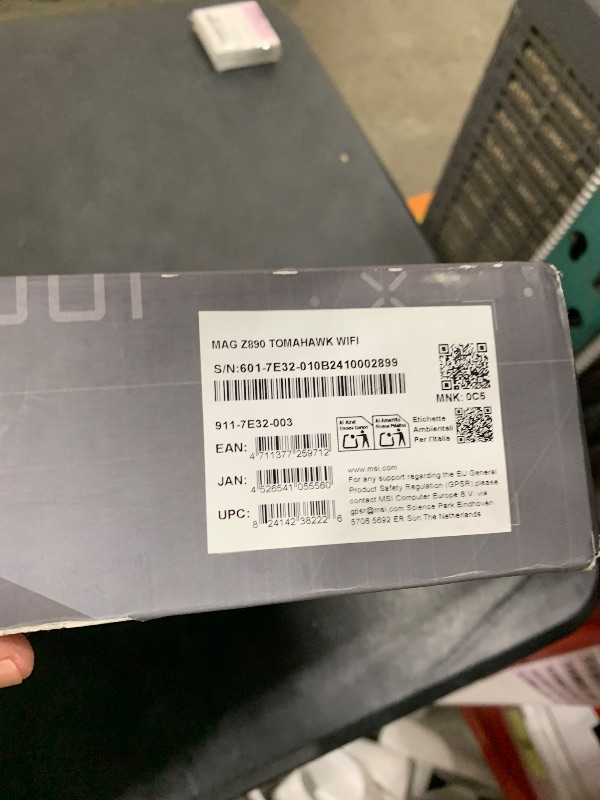 MAG Z890 TOMAHAWK WIFI
S/N:601-7E32-010B2410002899
MNK: 0C5
911-7E32-003
Etichette
Ambientali
Per l'Italia
EAN:
4 711377 259712
JAN:
4 526541 055560
UPC:
8 24142 38222 6
www.msi.com
For any support regarding the EU General
Product Safety Regulation (GPSR),please
contact MSI Computer Europe B.V. via
gpsr@msi.com Science Park Eindhoven
5706 5692 ER Son The Netherlands